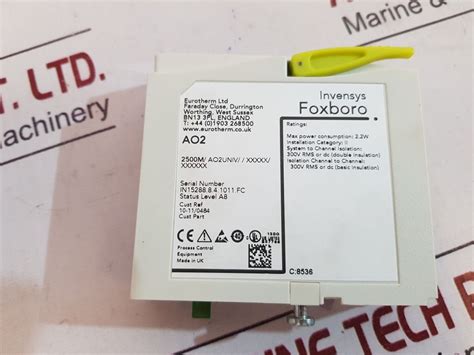 Eurotherm Ltd
Faraday Close, Durrington
Worthing, West Sussex
BN13 3PL, ENGLAND
T: +44 (0)1903 268500
www.eurotherm.co.uk
AO2
2500M/ AO2UNIV/ / XXXXX/
XXXXXX
Serial Number
IN15288.8.4.1011.FC
Status Level A8
Cust Ref
10-11/0484
Cust Part
Process Control
Equipment
Made in UK
Invensys
Foxboro
Ratings:
Max power consumption: 2.2W
Installation Category: II
System to Channel Isolation:
300V RMS or dc (double insulation)
Isolation Channel to Channel:
300V RMS or dc (basic insulation)
C:8536
T. LTD.
Machinery
Marine &